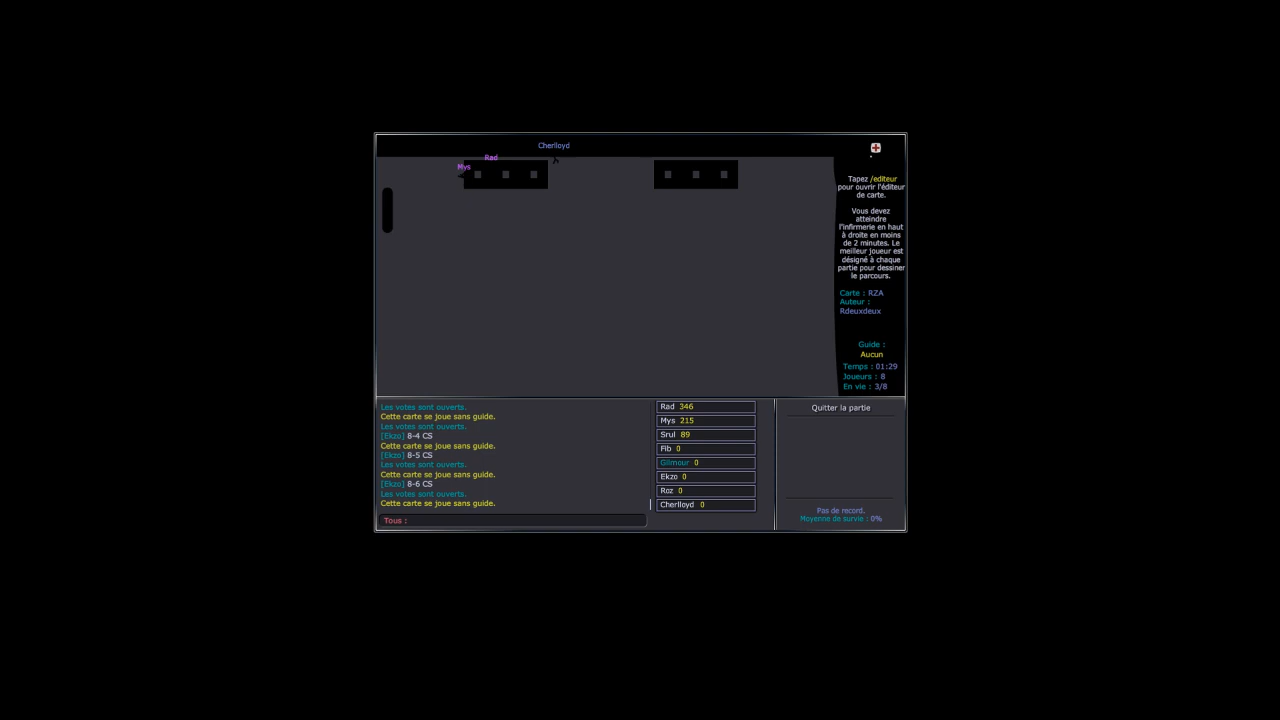 Cherlloyd
Rad
Mys
Tapez /editeur
pour ouvrir l'éditeur
de carte.
Vous devez
atteindre
l'infirmerie en haut
à droite en moins
de 2 minutes. Le
meilleur joueur est
désigné à chaque
partie pour dessiner
le parcours.
Carte : RZA
Auteur :
Rdeuxdeux
Guide :
Aucun
Temps : 01:29
Joueurs : 8
En vie : 3/8
Les votes sont ouverts.
Cette carte se joue sans guide.
Les votes sont ouverts.
[Ekzo] 8-4 CS
Cette carte se joue sans guide.
[Ekzo] 8-5 CS
Les votes sont ouverts.
Cette carte se joue sans guide.
[Ekzo] 8-6 CS
Les votes sont ouverts.
Cette carte se joue sans guide.
Tous :
Rad 346
Mys 215
Srul 89
Fib 0
Gilmour 0
Ekzo 0
Roz 0
Cherlloyd 0
Quitter la partie
Pas de record.
Moyenne de survie : 0%